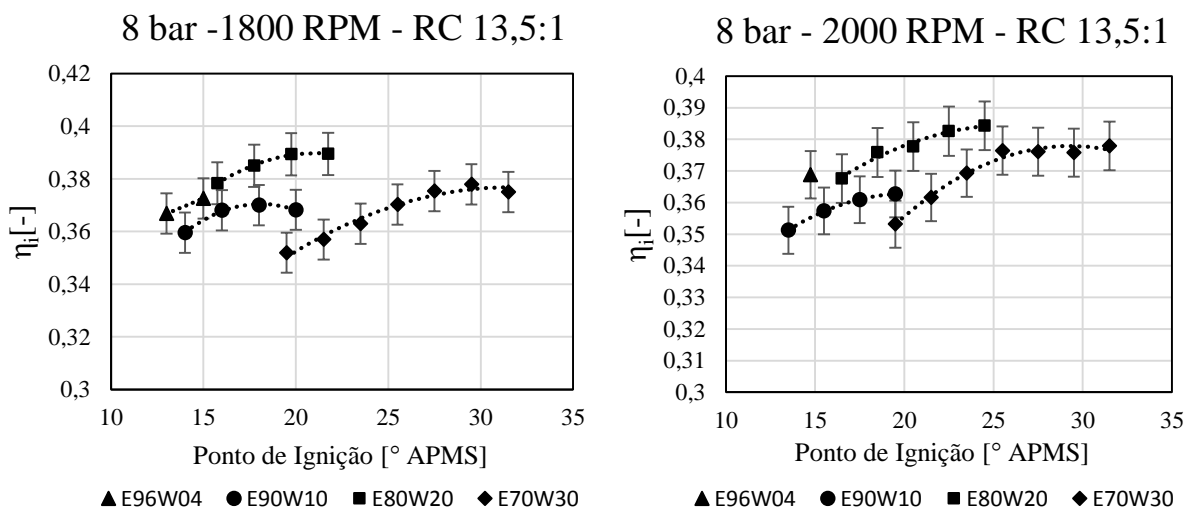 8 bar -1800 RPM - RC 13,5:1
0,42
0,4
0,38
0,36
0,34
0,32
0,3
ηi[-]
10 15 20 25 30 35
Ponto de Ignição [° APMS]
▲ E96W04 ● E90W10 ■ E80W20 ◆ E70W30
8 bar - 2000 RPM - RC 13,5:1
0,4
0,39
0,38
0,37
0,36
0,35
0,34
0,33
0,32
0,31
0,3
ηi[-]
10 15 20 25 30 35
Ponto de Ignição [° APMS]
▲ E96W04 ● E90W10 ■ E80W20 ◆ E70W30